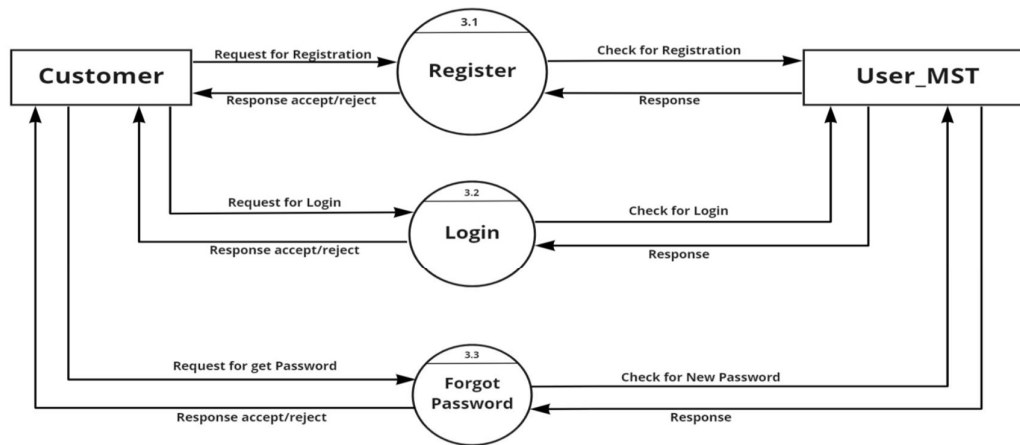 3.1
Request for Registration
Check for Registration
Customer
Register
User_MST
Response accept/reject
Response
3.2
Request for Login
Check for Login
Login
Response accept/reject
Response
3.3
Request for get Password
Check for New Password
Forgot
Password
Response accept/reject
Response